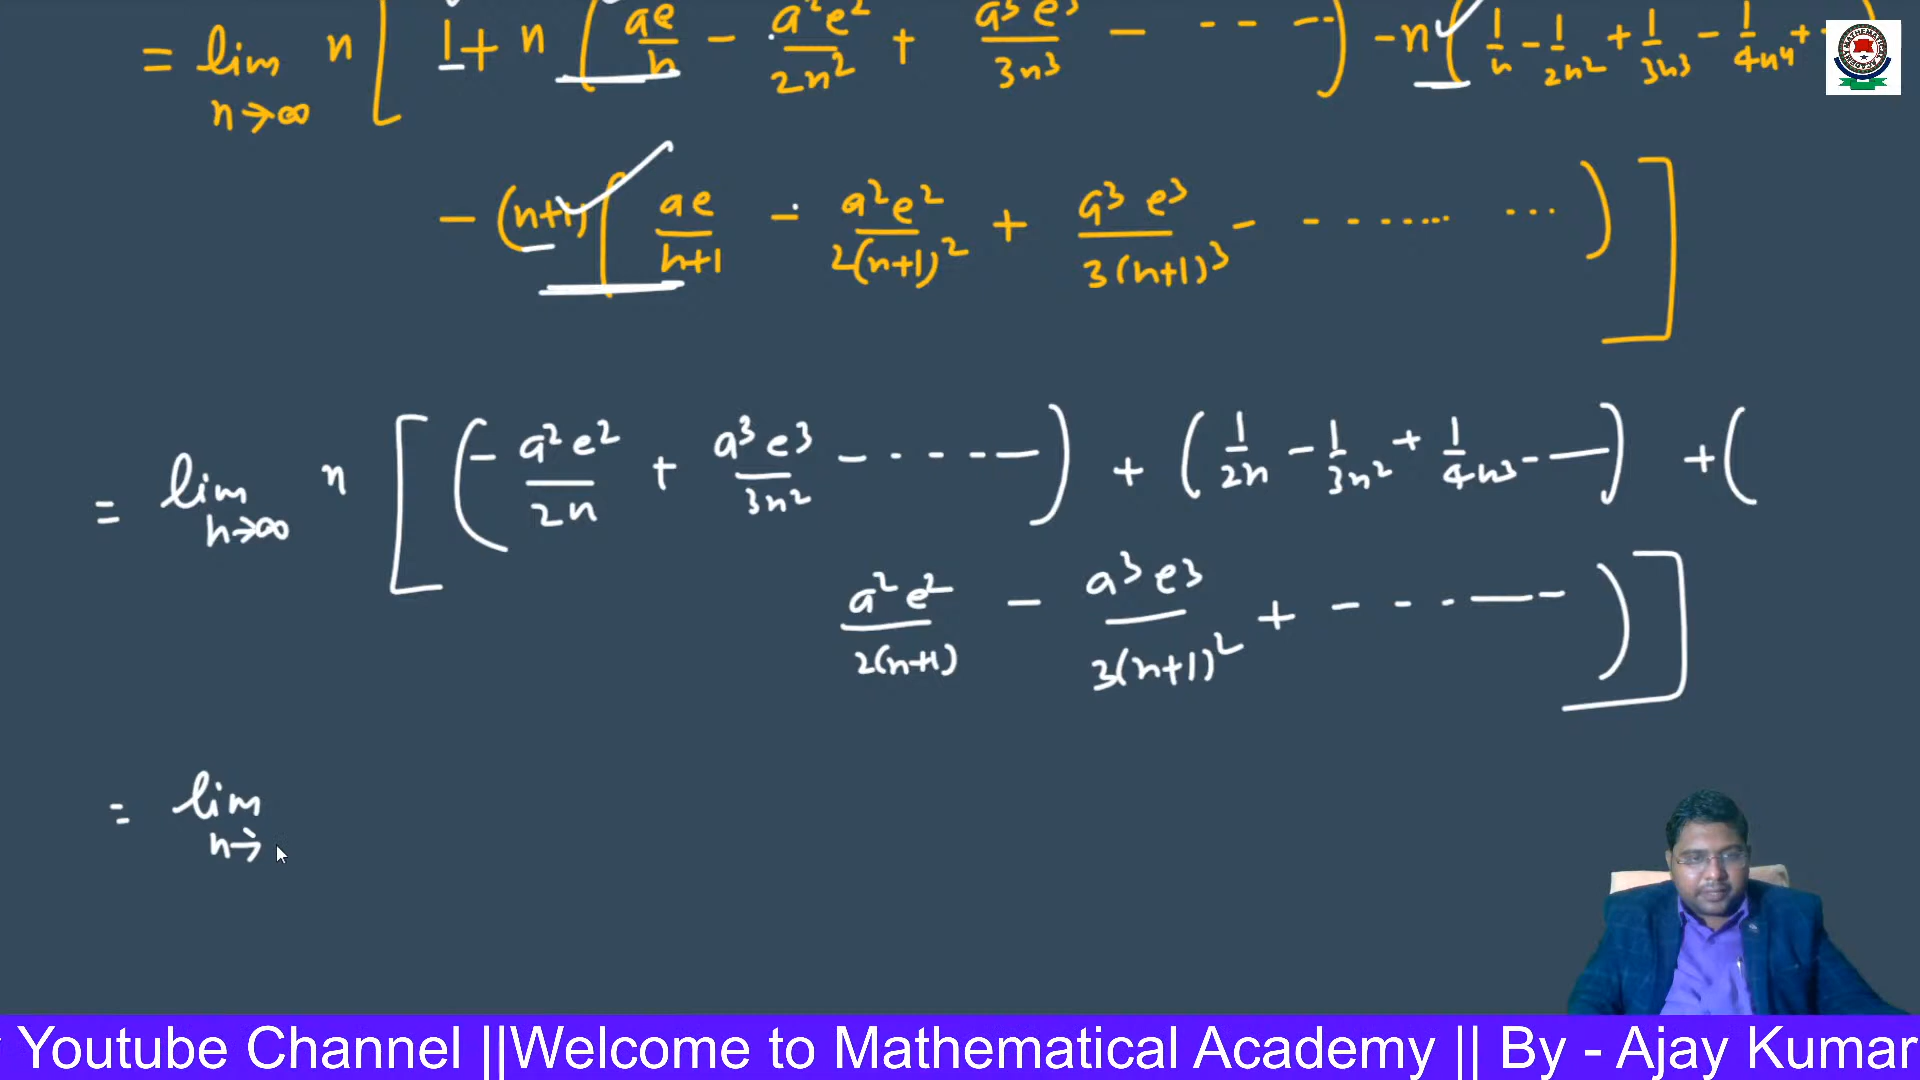 = lim n [ 1 + n ( ae/n - a²e²/2n² + a³e³/3n³ - - - - - ) - n ( 1/n - 1/2n² + 1/3n³ - 1/4n⁴ +
n→∞
- (n+1) ( ae/n+1 - a²e²/2(n+1)² + a³e³/3(n+1)³ - - - - ...... ... ) ]
= lim n [ ( - a²e²/2n + a³e³/3n² - - - - - ) + ( 1/2n - 1/3n² + 1/4n³ - - ) + (
n→∞
a²e²/2(n+1) - a³e³/3(n+1)² + - - - - - ) ]
= lim
n→
Youtube Channel ||Welcome to Mathematical Academy || By - Ajay Kumar